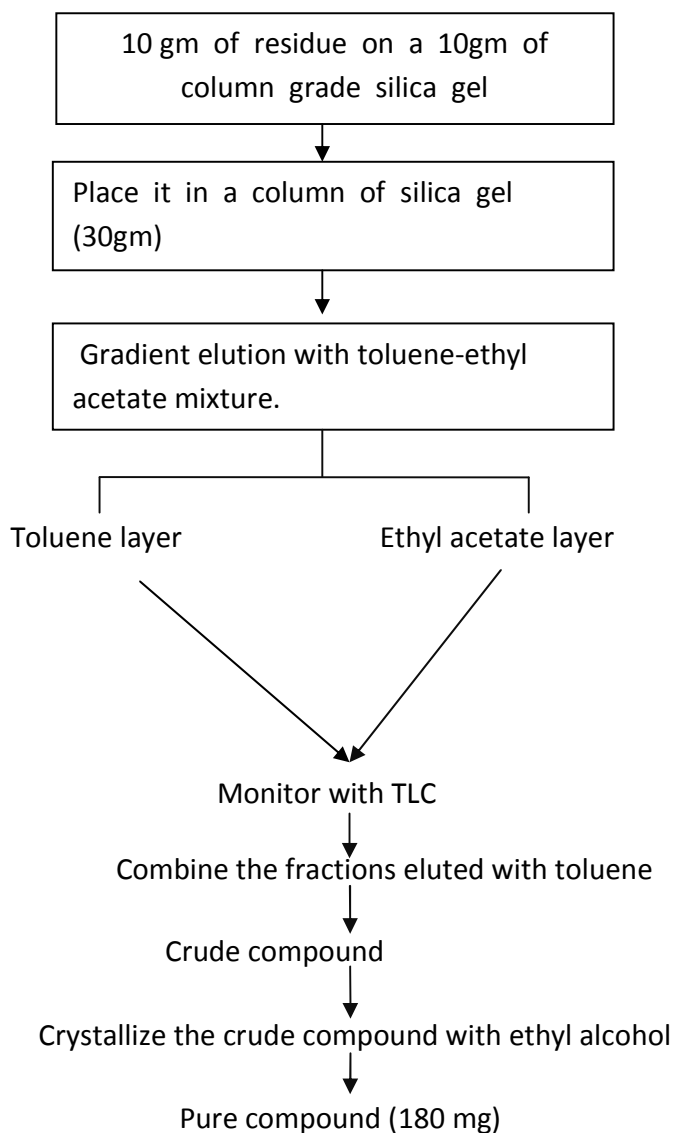 10 gm of residue on a 10gm of
column grade silica gel
Place it in a column of silica gel
(30gm)
Gradient elution with toluene-ethyl
acetate mixture.
Toluene layer
Ethyl acetate layer
Monitor with TLC
Combine the fractions eluted with toluene
Crude compound
Crystallize the crude compound with ethyl alcohol
Pure compound (180 mg)